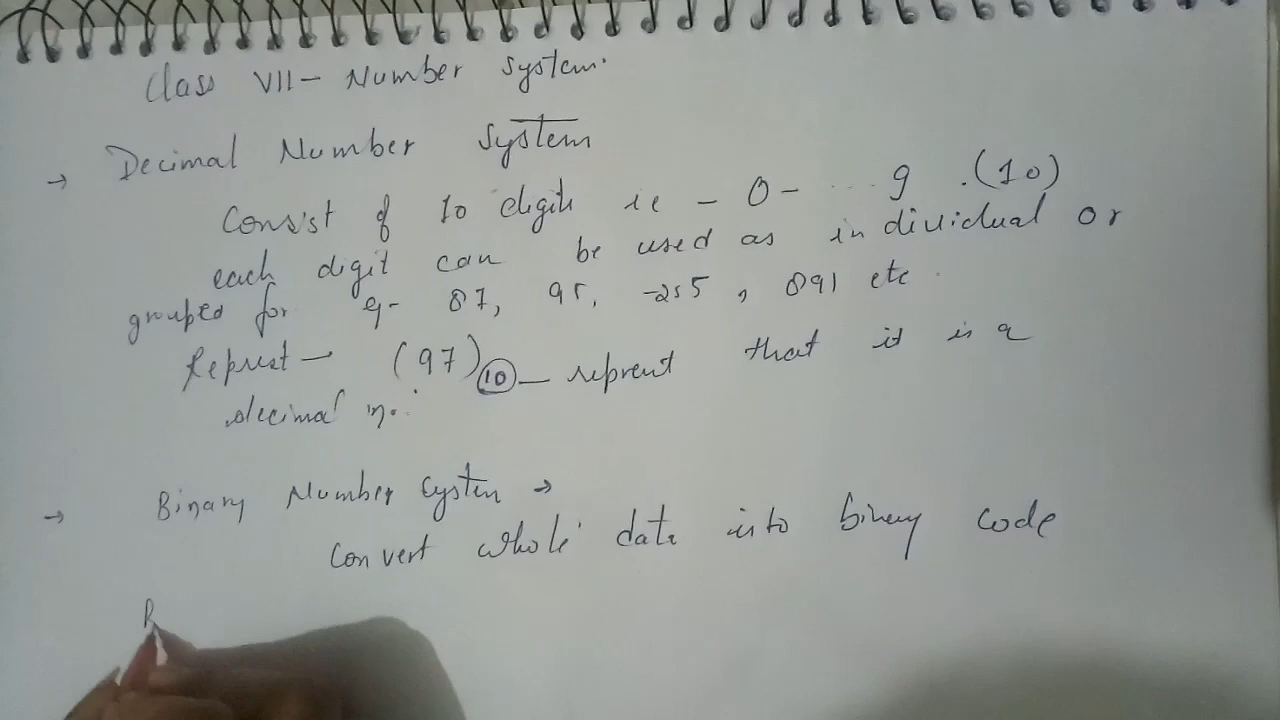 Class VII - Number System.
→ Decimal Number System
Consist of 10 digits ie - 0 - ... 9 .(10)
each digit can be used as individual or
grouped for eg- 87, 95, -255, 891 etc.
Represt → (97)10 — reprent that it is a
decimal no.
→ Binary Number System →
Convert whole data into binary code
R